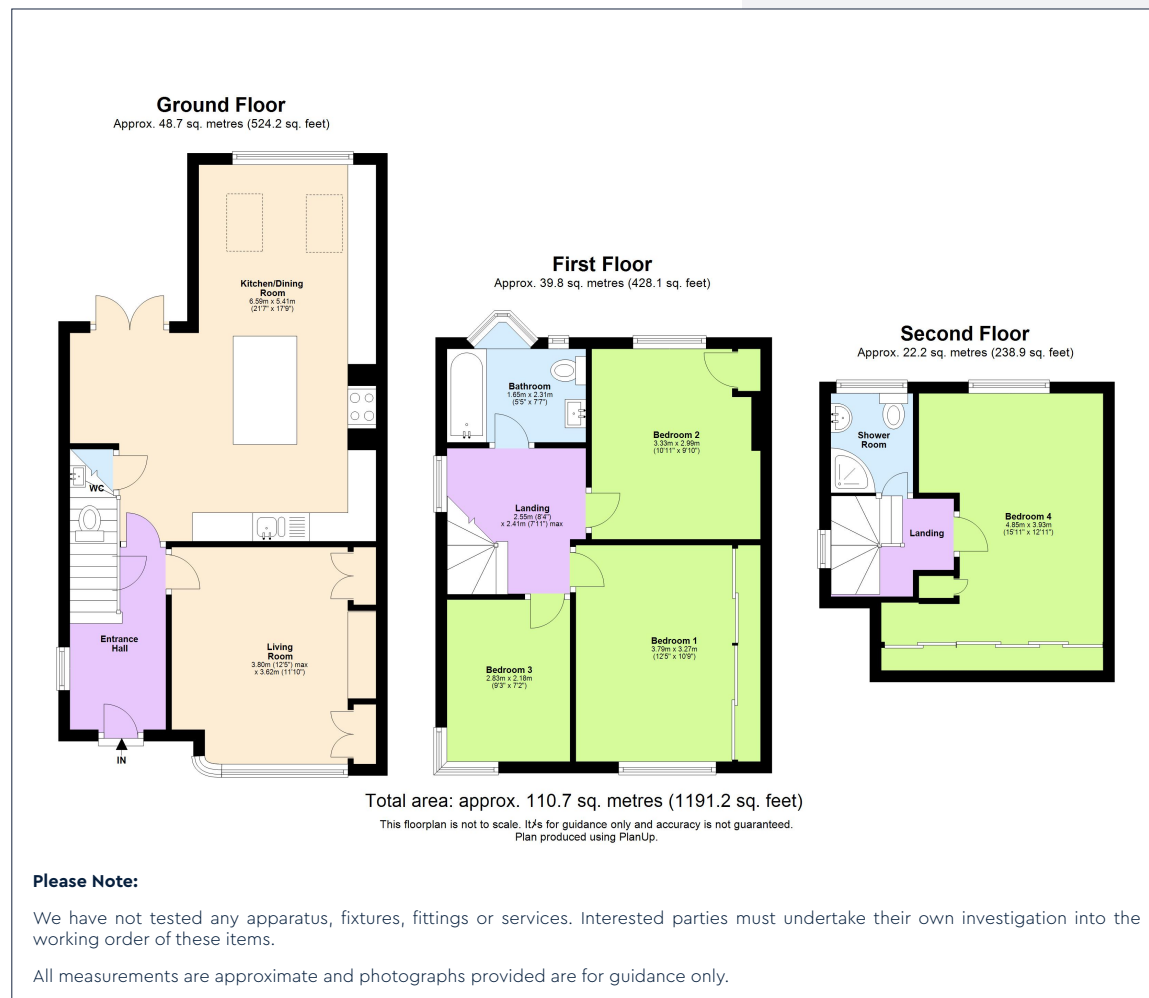 Ground Floor
Approx. 48.7 sq. metres (524.2 sq. feet)
Kitchen/Dining
Room
6.59m x 5.41m
(21'7" x 17'9")
WC
Entrance
Hall
Living
Room
3.80m (12'5") max
x 3.62m (11'10")
IN
First Floor
Approx. 39.8 sq. metres (428.1 sq. feet)
Bathroom
1.65m x 2.31m
(5'5" x 7'7")
Bedroom 2
3.33m x 2.99m
(10'11" x 9'10")
Landing
2.55m (8'4")
x 2.41m (7'11") max
Bedroom 1
3.79m x 3.27m
(12'5" x 10'9")
Bedroom 3
2.83m x 2.18m
(9'3" x 7'2")
Second Floor
Approx. 22.2 sq. metres (238.9 sq. feet)
Shower
Room
Bedroom 4
4.85m x 3.93m
(15'11" x 12'11")
Landing
Total area: approx. 110.7 sq. metres (1191.2 sq. feet)
This floorplan is not to scale. It's for guidance only and accuracy is not guaranteed.
Plan produced using PlanUp.
Please Note:
We have not tested any apparatus, fixtures, fittings or services. Interested parties must undertake their own investigation into the
working order of these items.
All measurements are approximate and photographs provided are for guidance only.